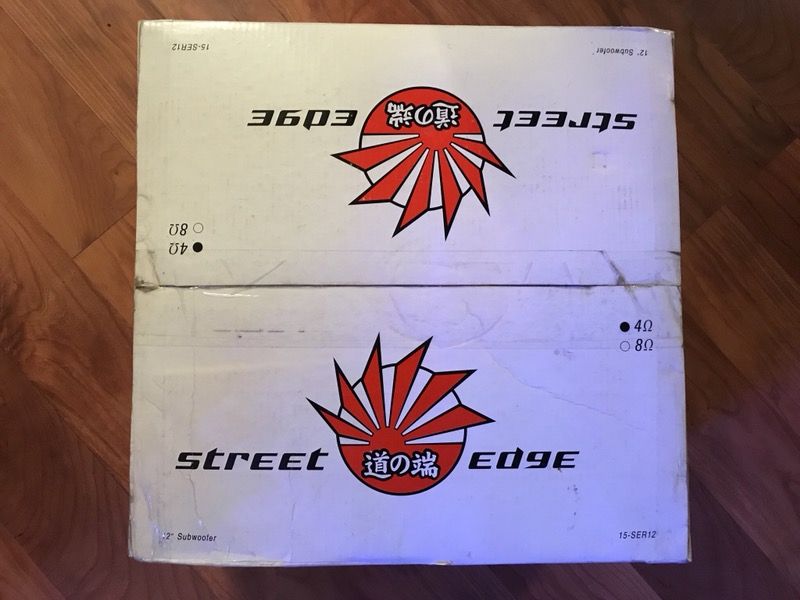 15-SER12
12" Subwoofer
street 道の端 EdgE
8Ω
4Ω
4Ω
8Ω
street 道の端 EdgE
12" Subwoofer
15-SER12